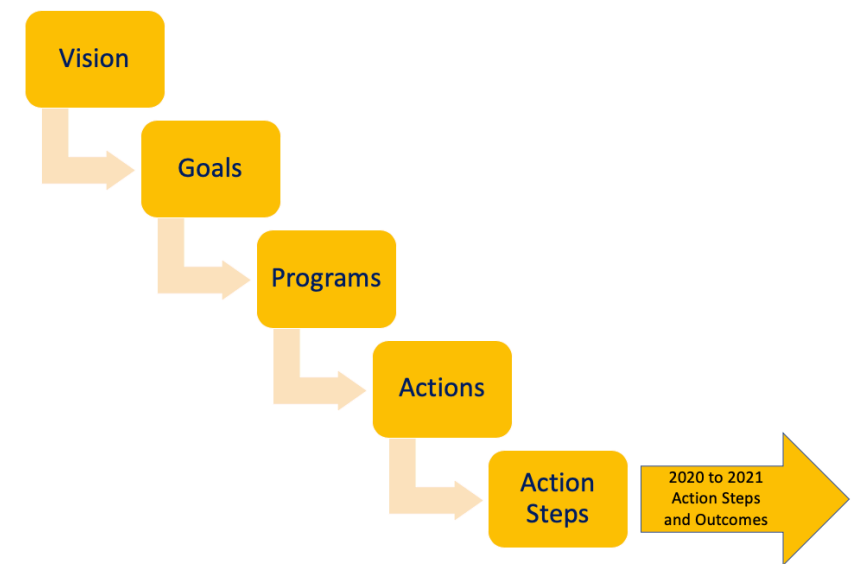 Vision
Goals
Programs
Actions
Action
Steps
2020 to 2021
Action Steps
and Outcomes